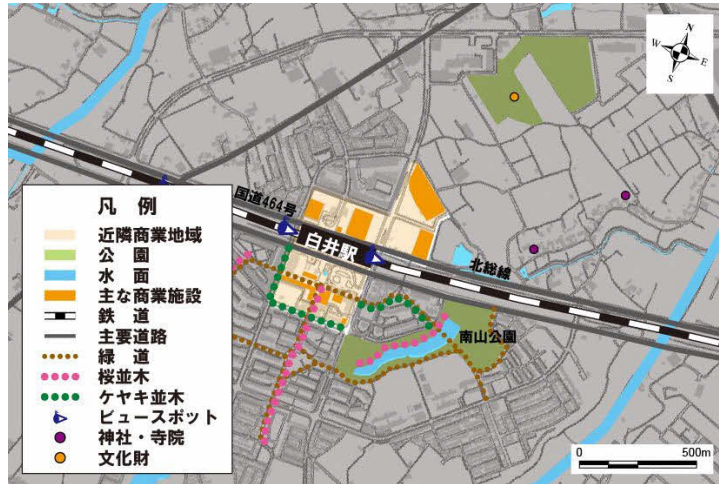 N
W
E
S
国道464号
白井駅
北総線
南山公園
凡 例
近隣商業地域
公 園
水 面
主な商業施設
鉄 道
主要道路
緑 道
桜並木
ケヤキ並木
ビュースポット
神社・寺院
文化財
0 500m